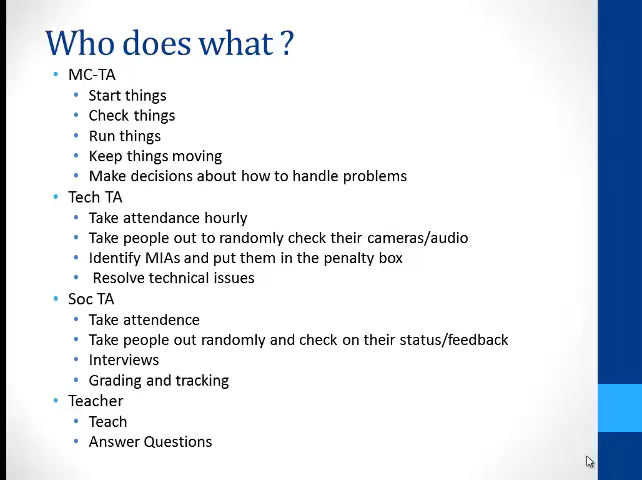 Who does what ?
• MC-TA
• Start things
• Check things
• Run things
• Keep things moving
• Make decisions about how to handle problems
• Tech TA
• Take attendance hourly
• Take people out to randomly check their cameras/audio
• Identify MIAs and put them in the penalty box
• Resolve technical issues
• Soc TA
• Take attendence
• Take people out randomly and check on their status/feedback
• Interviews
• Grading and tracking
• Teacher
• Teach
• Answer Questions